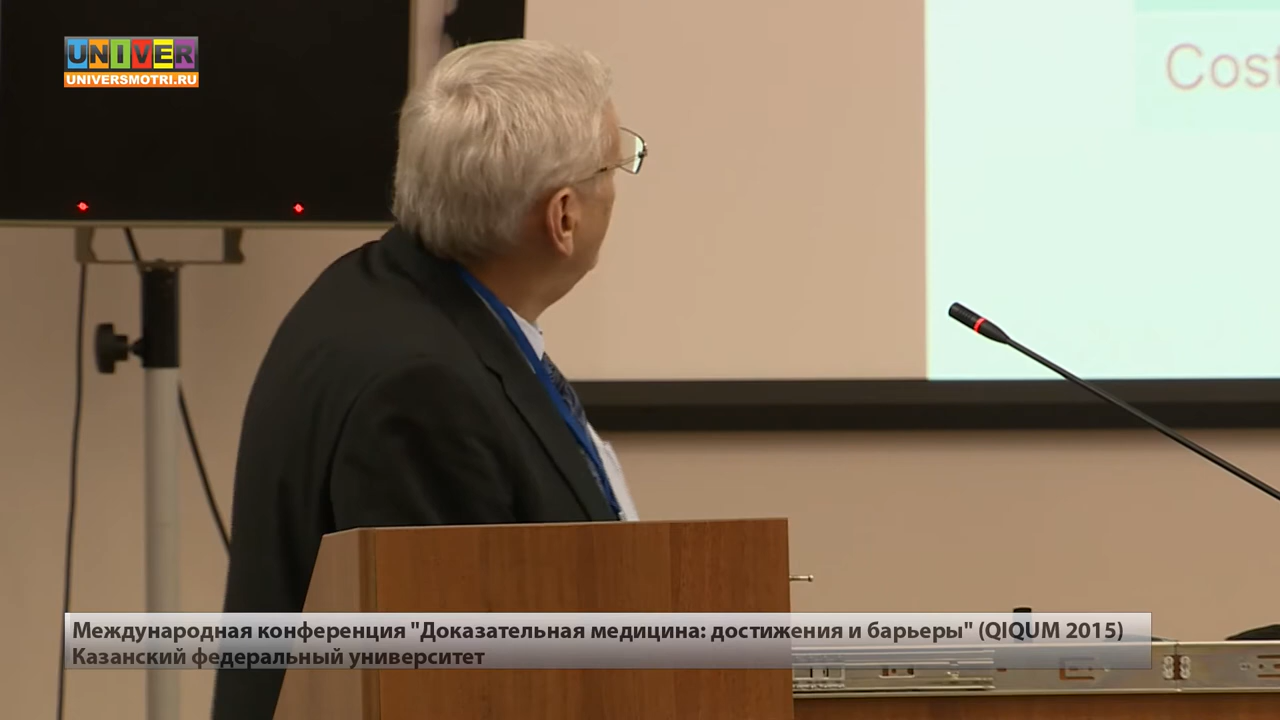 UNIVER
UNIVERSMOTRI.RU
Cost
Международная конференция "Доказательная медицина: достижения и барьеры" (QIQUM 2015)
Казанский федеральный университет